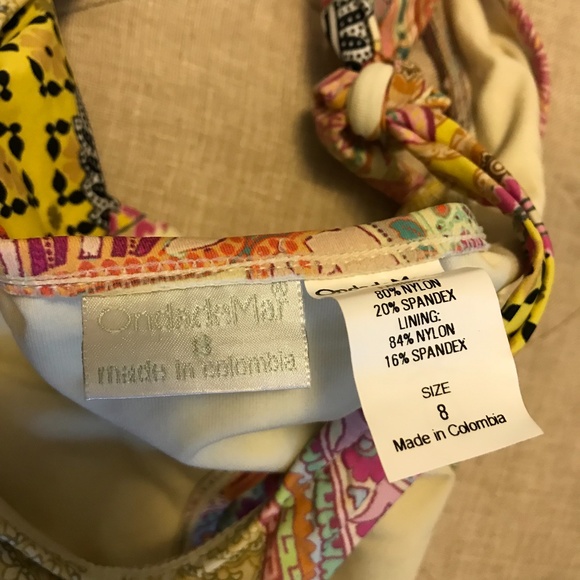 OndadeMar®
8
made in colombia
OndadeMar
80% NYLON
20% SPANDEX
LINING:
84% NYLON
16% SPANDEX
SIZE
8
Made in Colombia